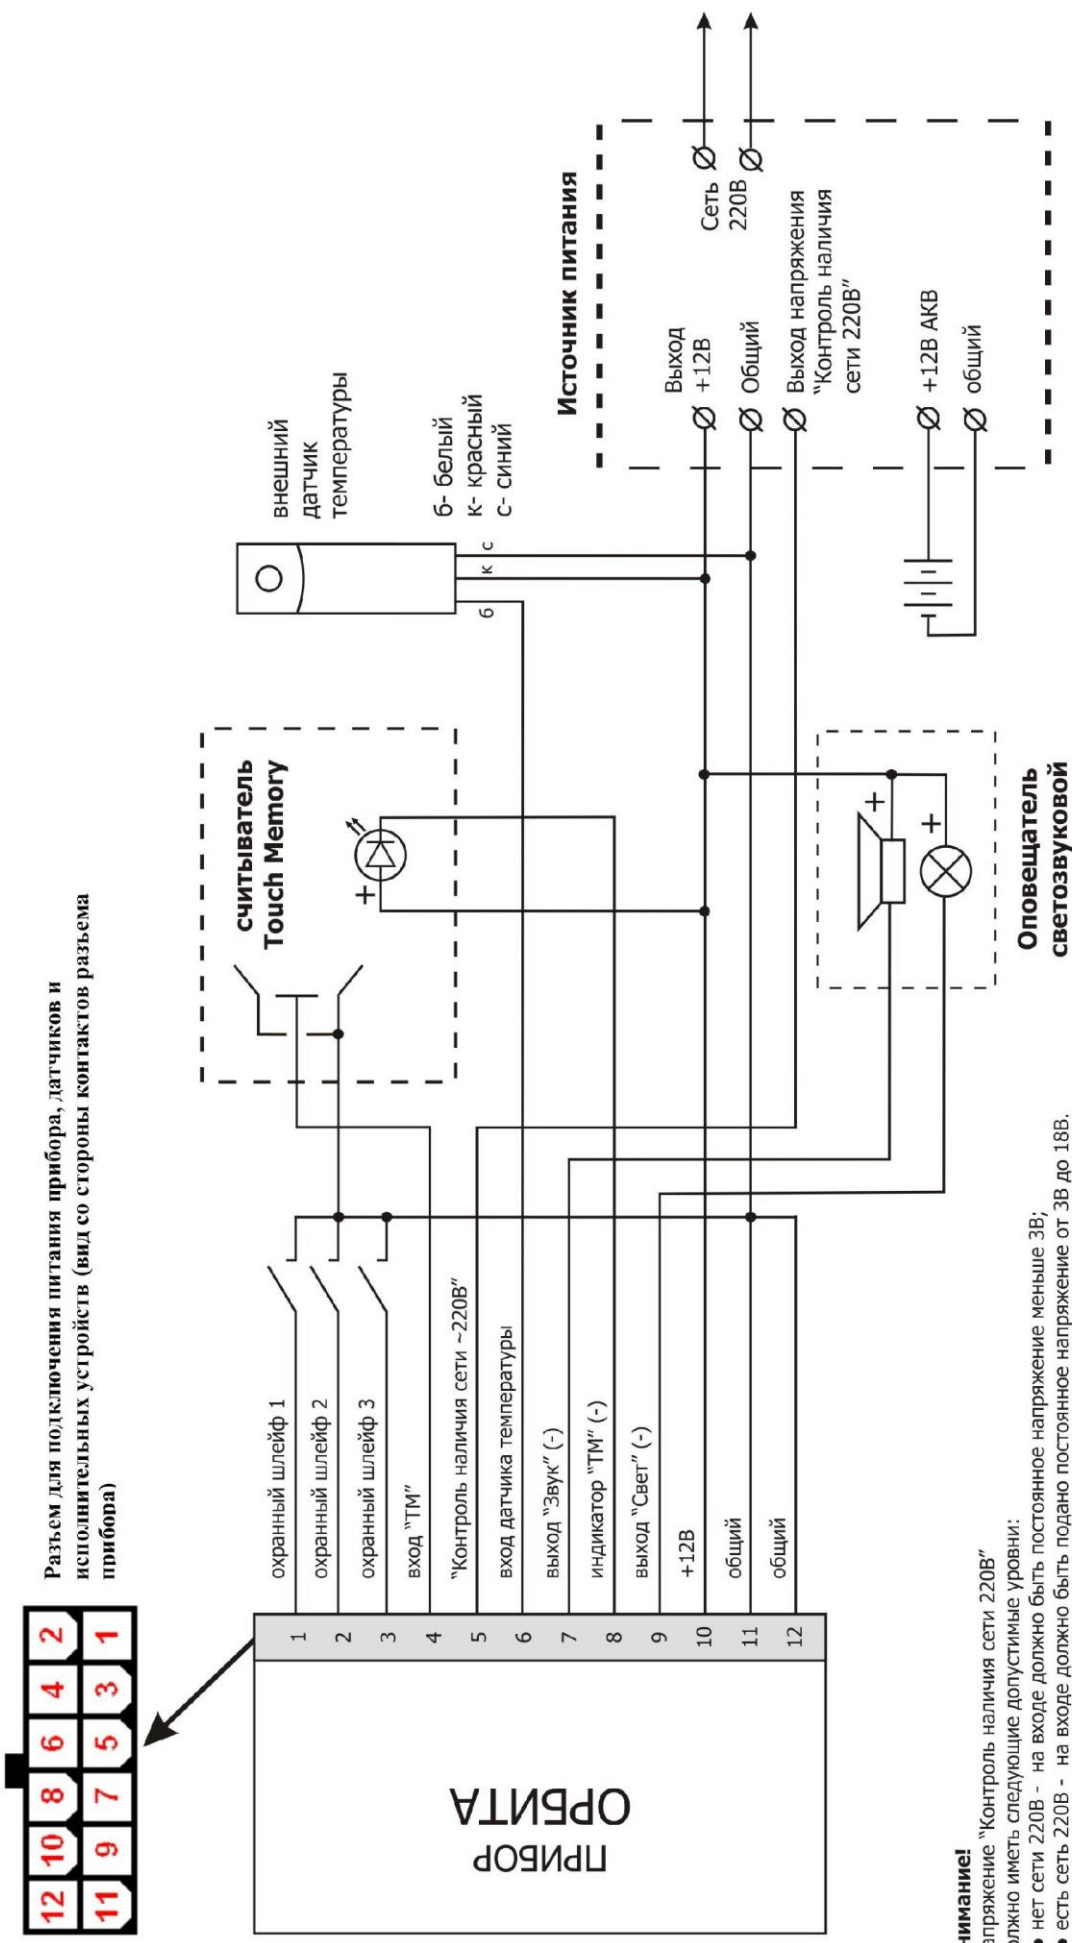 Разъем для подключения питания прибора, датчиков и
исполнительных устройств (вид со стороны контактов разъема
прибора)
12 10 8 6 4 2
11 9 7 5 3 1
считыватель
Touch Memory
+
внешний
датчик
температуры
б к с
б- белый
к- красный
с- синий
Источник питания
Сеть
220В
Выход
+12В
Общий
Выход напряжения
“Контроль наличия
сети 220В”
+12В АКВ
общий
ПРИБОР
ОРБИТА
1 охранный шлейф 1
2 охранный шлейф 2
3 охранный шлейф 3
4 вход “ТМ”
5 “Контроль наличия сети ~220В”
6 вход датчика температуры
7 выход “Звук” (-)
8 индикатор “ТМ” (-)
9 выход “Свет” (-)
10 +12В
11 общий
12 общий
+
+
Оповещатель
светозвуковой
нимание!
апряжение “Контроль наличия сети 220В”
олжно иметь следующие допустимые уровни:
• нет сети 220В - на входе должно быть постоянное напряжение меньше 3В;
• есть сеть 220В - на входе должно быть подано постоянное напряжение от 3В до 18В.